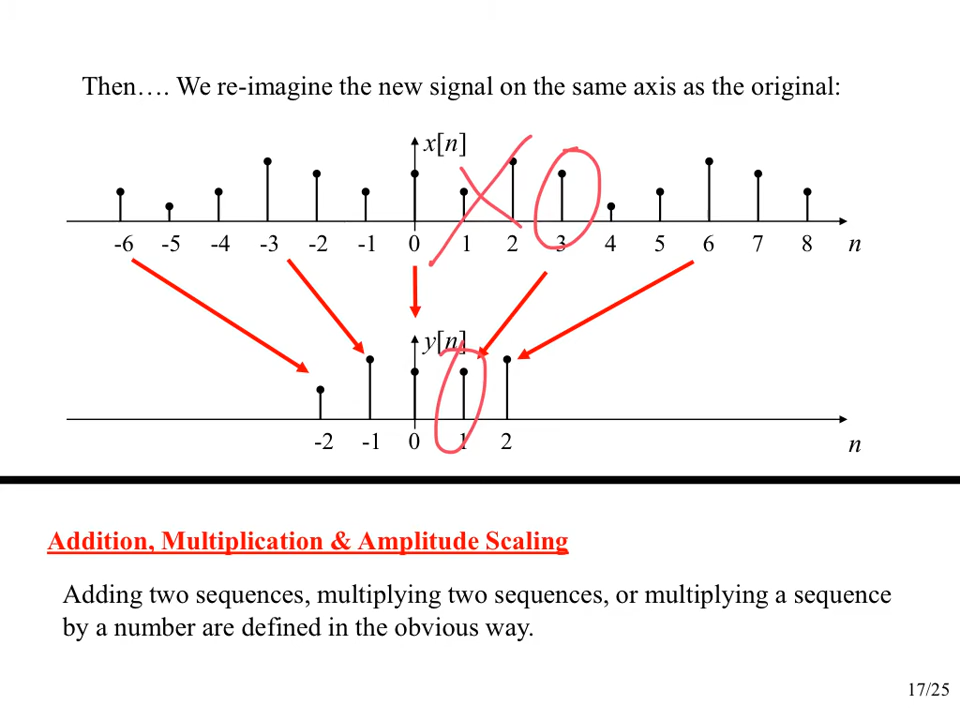 Then…. We re-imagine the new signal on the same axis as the original:
x[n]
-6 -5 -4 -3 -2 -1 0 1 2 3 4 5 6 7 8 n
y[n]
-2 -1 0 1 2 n
Addition, Multiplication & Amplitude Scaling
Adding two sequences, multiplying two sequences, or multiplying a sequence
by a number are defined in the obvious way.
17/25